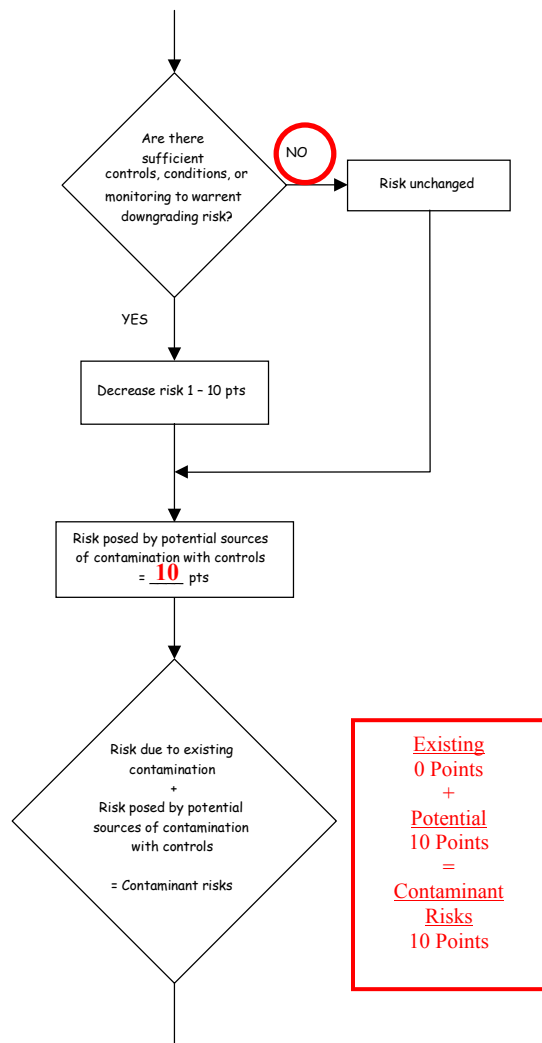 Are there
sufficient
controls, conditions, or
monitoring to warrent
downgrading risk?
NO
Risk unchanged
YES
Decrease risk 1 – 10 pts
Risk posed by potential sources
of contamination with controls
= 10 pts
Risk due to existing
contamination
+
Risk posed by potential
sources of contamination
with controls
= Contaminant risks
Existing
0 Points
+
Potential
10 Points
=
Contaminant
Risks
10 Points